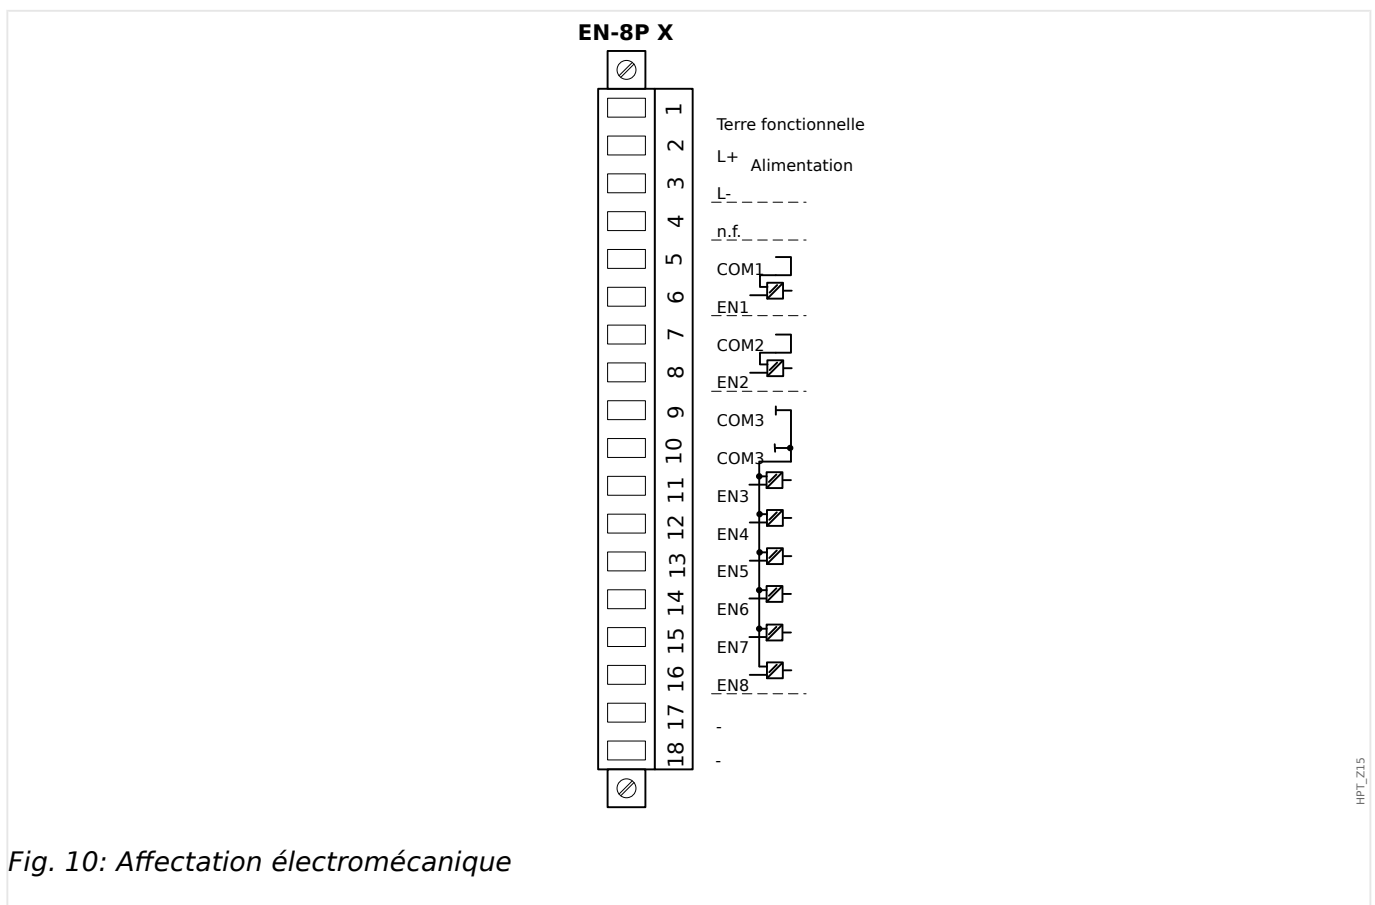 EN-8P X
1
Terre fonctionnelle
2
L+
Alimentation
3
L-
4
n.f.
5
COM1
6
EN1
7
COM2
8
EN2
9
COM3
10
COM3
11
EN3
12
EN4
13
EN5
14
EN6
15
EN7
16
EN8
17
-
18
-
HPT_Z15
Fig. 10: Affectation électromécanique